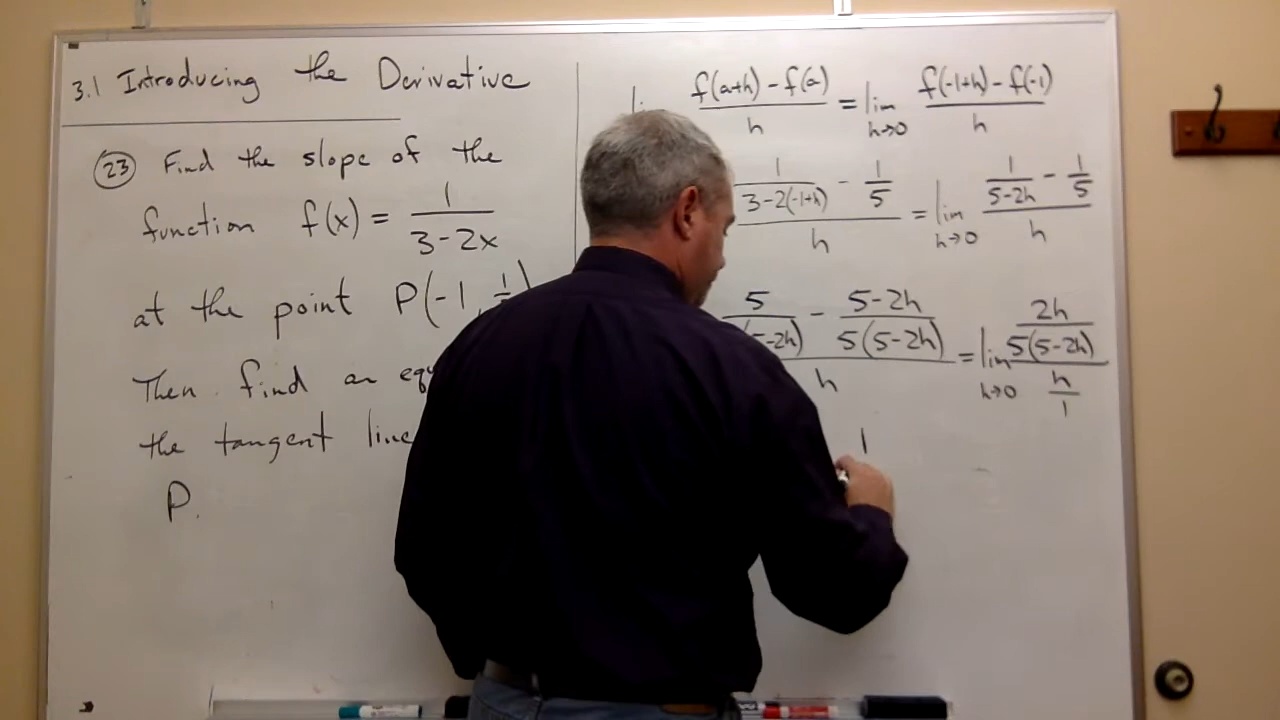 3.1 Introducing the Derivative
(23) Find the slope of the
function f(x) = 1/(3-2x)
at the point P(-1,
Then find an
the tangent line
P.
(f(a+h) - f(a))/h = lim h→0 (f(-1+h) - f(-1))/h
(1/(3-2(-1+h)) - 1/5)/h = lim h→0 (1/(5-2h) - 1/5)/h
- (5-2h)/(5(5-2h)) / h = lim h→0 (2h/(5(5-2h)))/(h/1)
1